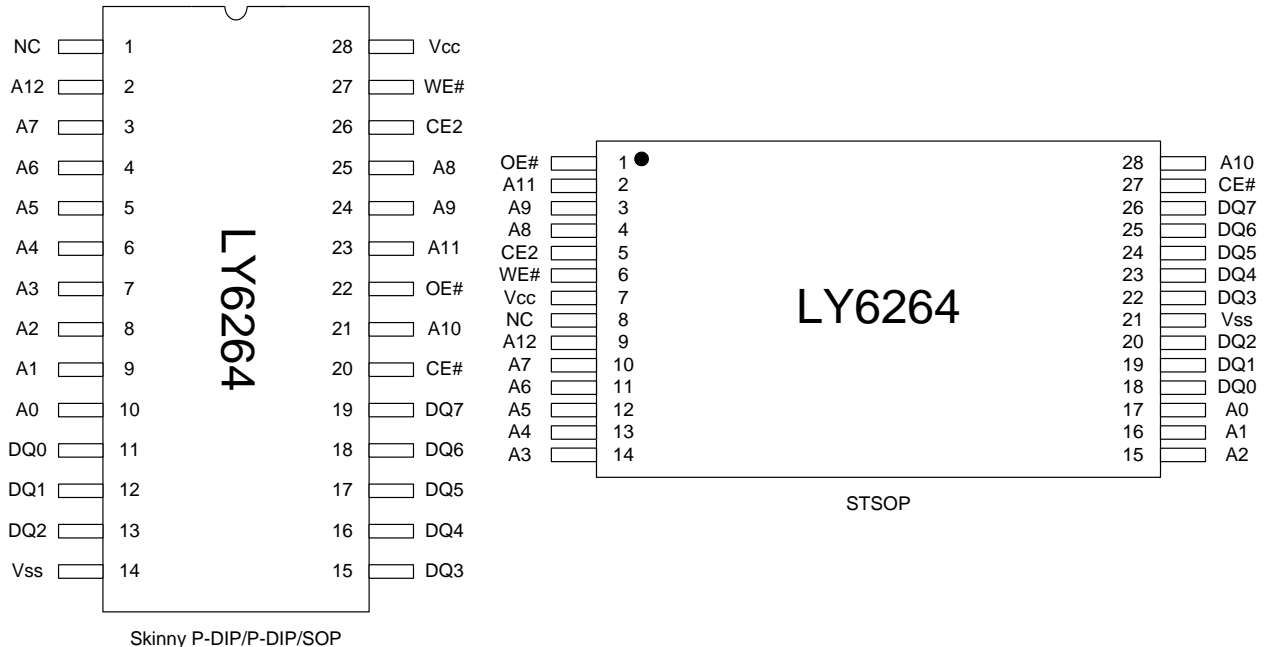 NC 1 28 Vcc
A12 2 27 WE#
A7 3 26 CE2
A6 4 25 A8
A5 5 24 A9
A4 6 23 A11
A3 7 22 OE#
A2 8 21 A10
A1 9 20 CE#
A0 10 19 DQ7
DQ0 11 18 DQ6
DQ1 12 17 DQ5
DQ2 13 16 DQ4
Vss 14 15 DQ3
LY6264
Skinny P-DIP/P-DIP/SOP
OE# 1 28 A10
A11 2 27 CE#
A9 3 26 DQ7
A8 4 25 DQ6
CE2 5 24 DQ5
WE# 6 23 DQ4
Vcc 7 22 DQ3
NC 8 21 Vss
A12 9 20 DQ2
A7 10 19 DQ1
A6 11 18 DQ0
A5 12 17 A0
A4 13 16 A1
A3 14 15 A2
LY6264
STSOP